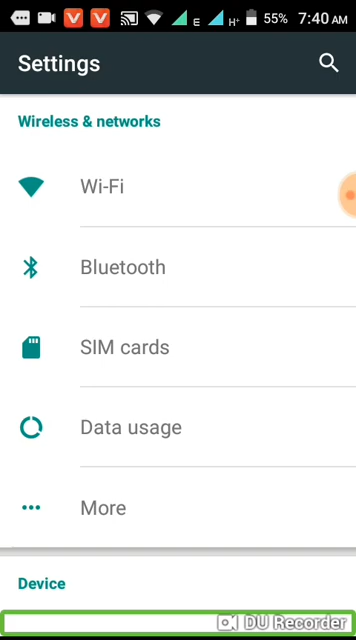 E H+ 55% 7:40 AM
Settings
Wireless & networks
Wi-Fi
Bluetooth
SIM cards
Data usage
More
Device
DU Recorder